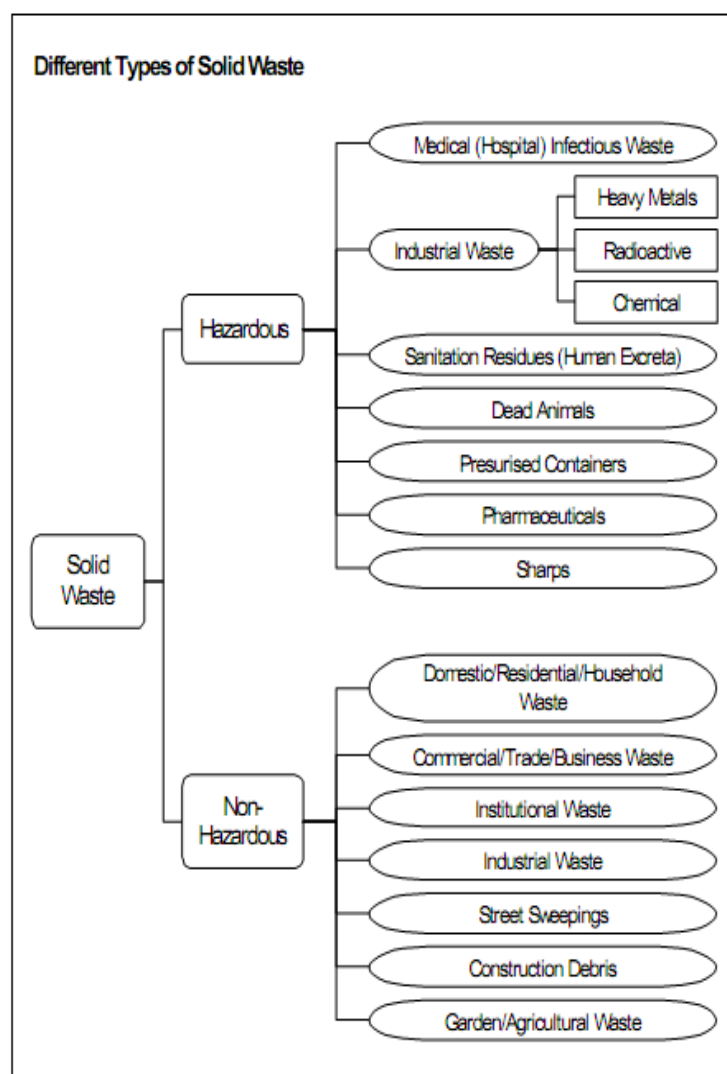 Different Types of Solid Waste
Medical (Hospital) Infectious Waste
Heavy Metals
Industrial Waste
Radioactive
Chemical
Hazardous
Sanitation Residues (Human Excreta)
Dead Animals
Presurised Containers
Pharmaceuticals
Sharps
Solid
Waste
Domestic/Residential/Household
Waste
Commercial/Trade/Business Waste
Non-
Hazardous
Institutional Waste
Industrial Waste
Street Sweepings
Construction Debris
Garden/Agricultural Waste